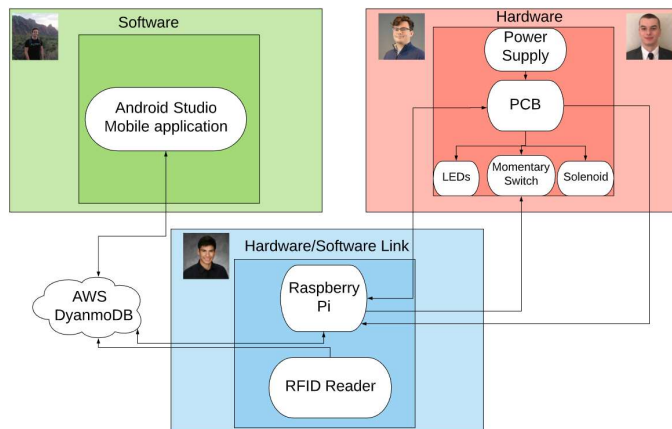 Software
Android Studio
Mobile application
Hardware
Power
Supply
PCB
LEDs
Momentary
Switch
Solenoid
Hardware/Software Link
Raspberry
Pi
RFID Reader
AWS
DyanmoDB